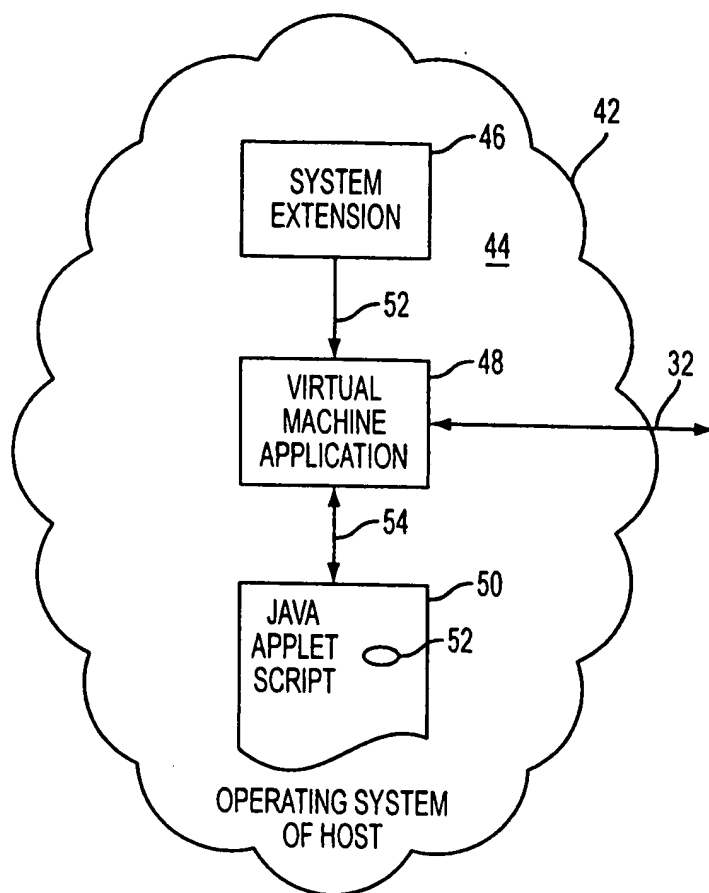 46
SYSTEM
EXTENSION
42
44
52
48
VIRTUAL
MACHINE
APPLICATION
32
54
50
JAVA
APPLET
SCRIPT
52
OPERATING SYSTEM
OF HOST